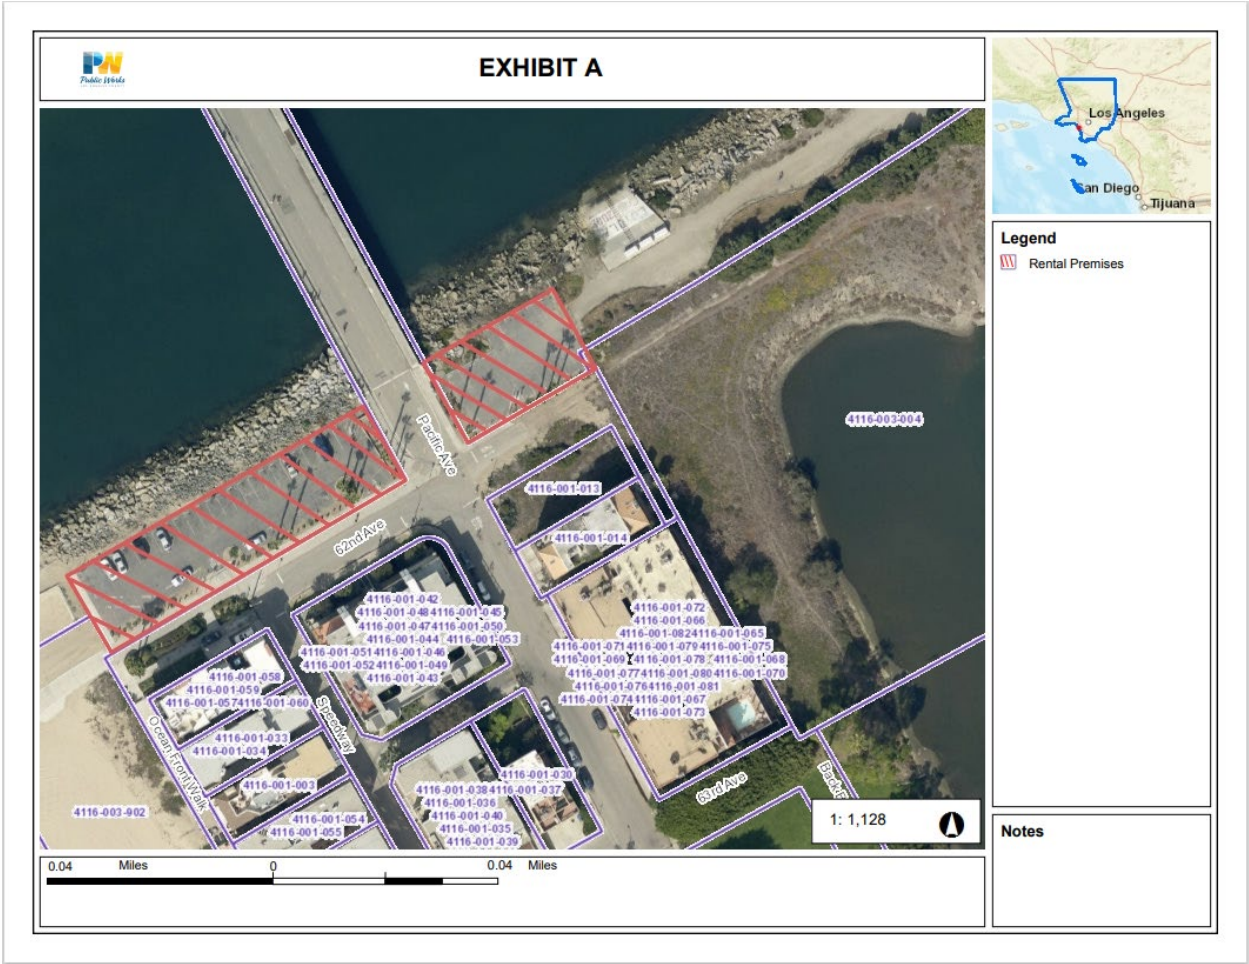 PW
Public Works
EXHIBIT A
Los Angeles
San Diego
Tijuana
Legend
Rental Premises
Pacific Ave
4116-003-004
4116-001-013
62nd Ave
4116-001-014
4116-001-042
4116-001-048 4116-001-045
4116-001-047 4116-001-050
4116-001-044 4116-001-053
4116-001-051 4116-001-046
4116-001-052 4116-001-049
4116-001-043
4116-001-072
4116-001-066
4116-001-082 4116-001-065
4116-001-071 4116-001-079 4116-001-075
4116-001-069 4116-001-078 4116-001-068
4116-001-077 4116-001-080 4116-001-070
4116-001-076 4116-001-081
4116-001-074 4116-001-067
4116-001-073
4116-001-058
4116-001-059
4116-001-057 4116-001-060
4116-001-033
4116-001-034
Ocean Front Walk
Speedway
4116-001-003
4116-001-054
4116-001-055
4116-003-902
4116-001-030
4116-001-038 4116-001-037
4116-001-036
4116-001-040
4116-001-035
4116-001-039
63rd Ave
1: 1,128
Notes
0.04 Miles 0 0.04 Miles